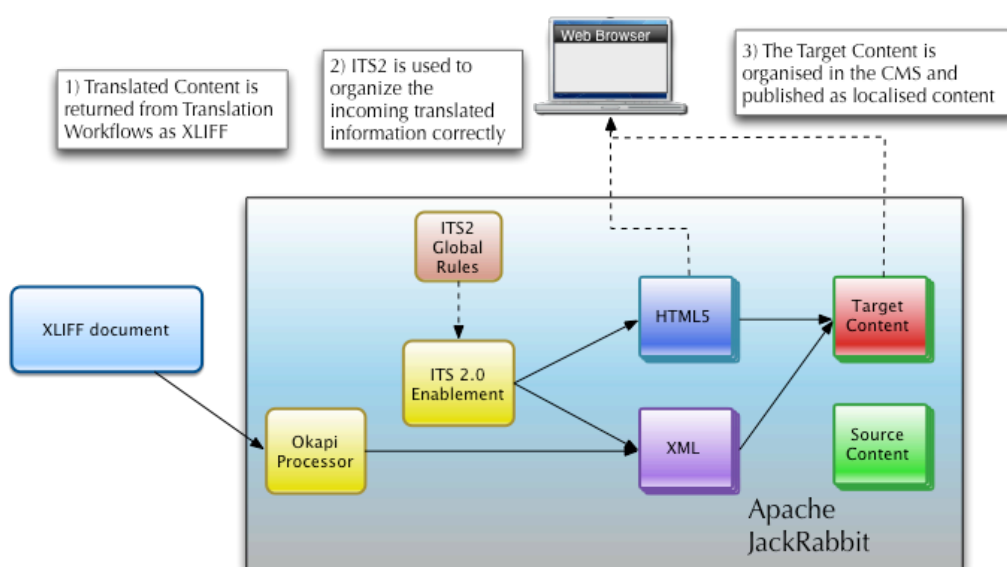 1) Translated Content is
returned from Translation
Workflows as XLIFF
2) ITS2 is used to
organize the
incoming translated
information correctly
Web Browser
3) The Target Content is
organised in the CMS and
published as localised content
ITS2
Global
Rules
XLIFF document
HTML5
Target
Content
ITS 2.0
Enablement
Okapi
Processor
XML
Source
Content
Apache
JackRabbit